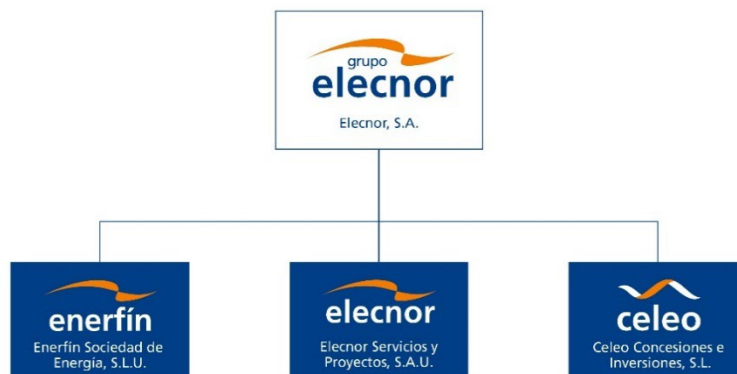 grupo
elecnor
Elecnor, S.A.
enerfín
Enerfín Sociedad de
Energía, S.L.U.
elecnor
Elecnor Servicios y
Proyectos, S.A.U.
celeo
Celeo Concesiones e
Inversiones, S.L.